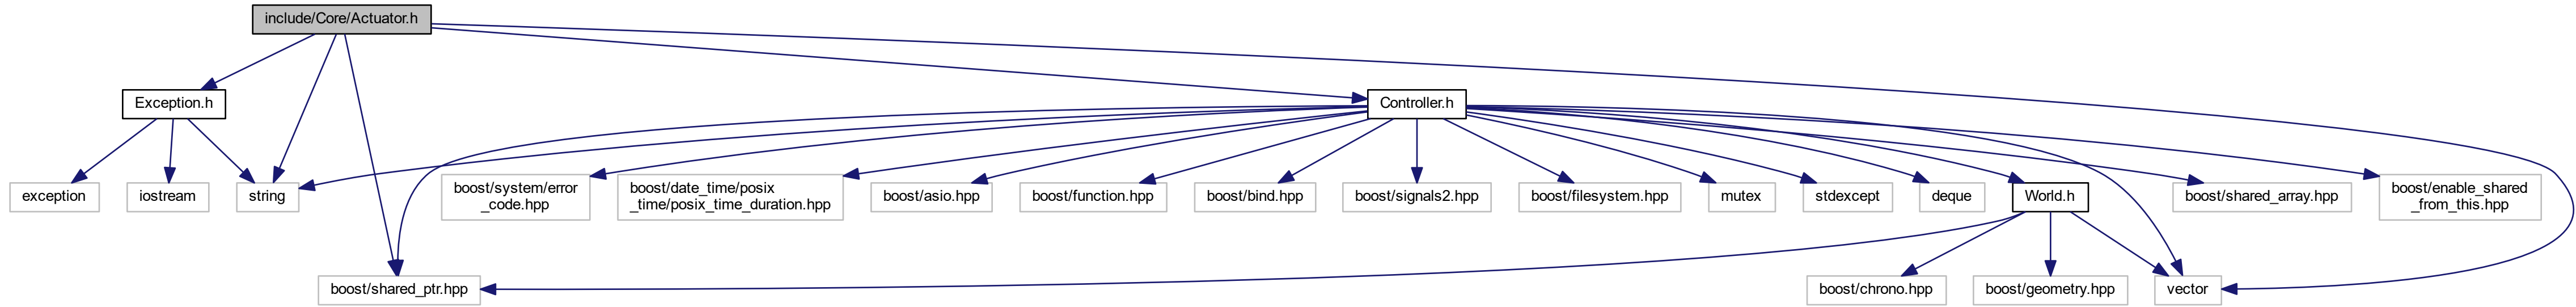 include/Core/Actuator.h
Exception.h
Controller.h
exception
iostream
string
boost/system/error
_code.hpp
boost/date_time/posix
_time/posix_time_duration.hpp
boost/asio.hpp
boost/function.hpp
boost/bind.hpp
boost/signals2.hpp
boost/filesystem.hpp
mutex
stdexcept
deque
World.h
boost/shared_array.hpp
boost/enable_shared
_from_this.hpp
boost/shared_ptr.hpp
boost/chrono.hpp
boost/geometry.hpp
vector